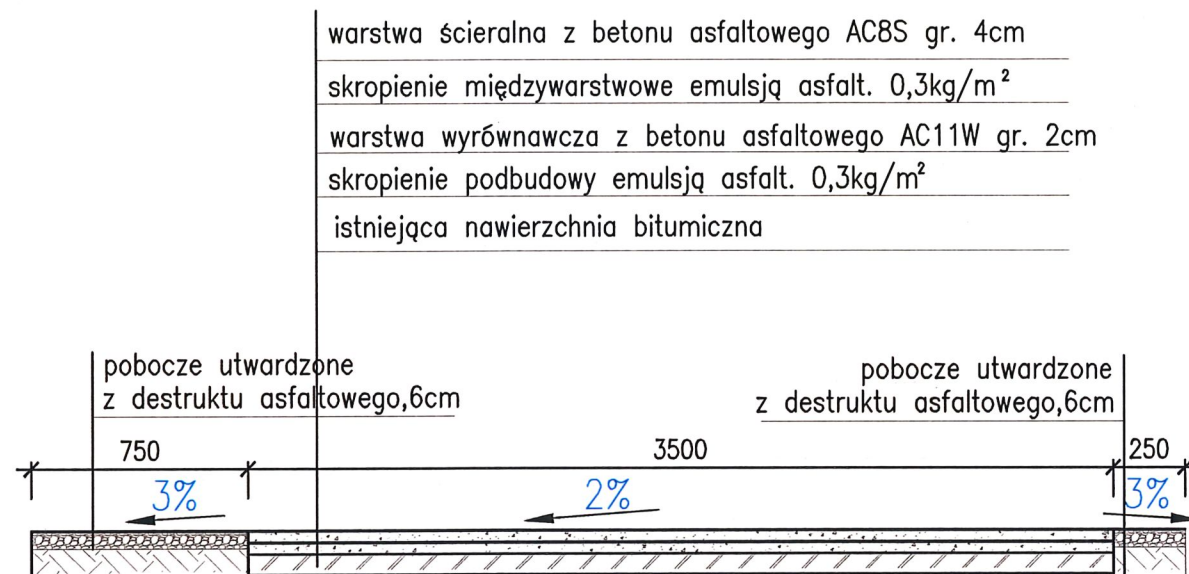 warstwa ścieralna z betonu asfaltowego AC8S gr. 4cm
skropienie międzywarstwowe emulsją asfalt. 0,3kg/m²
warstwa wyrównawcza z betonu asfaltowego AC11W gr. 2cm
skropienie podbudowy emulsją asfalt. 0,3kg/m²
istniejąca nawierzchnia bitumiczna
pobocze utwardzone
z destruktu asfaltowego,6cm
pobocze utwardzone
z destruktu asfaltowego,6cm
750 3500 250
3% 2% 3%